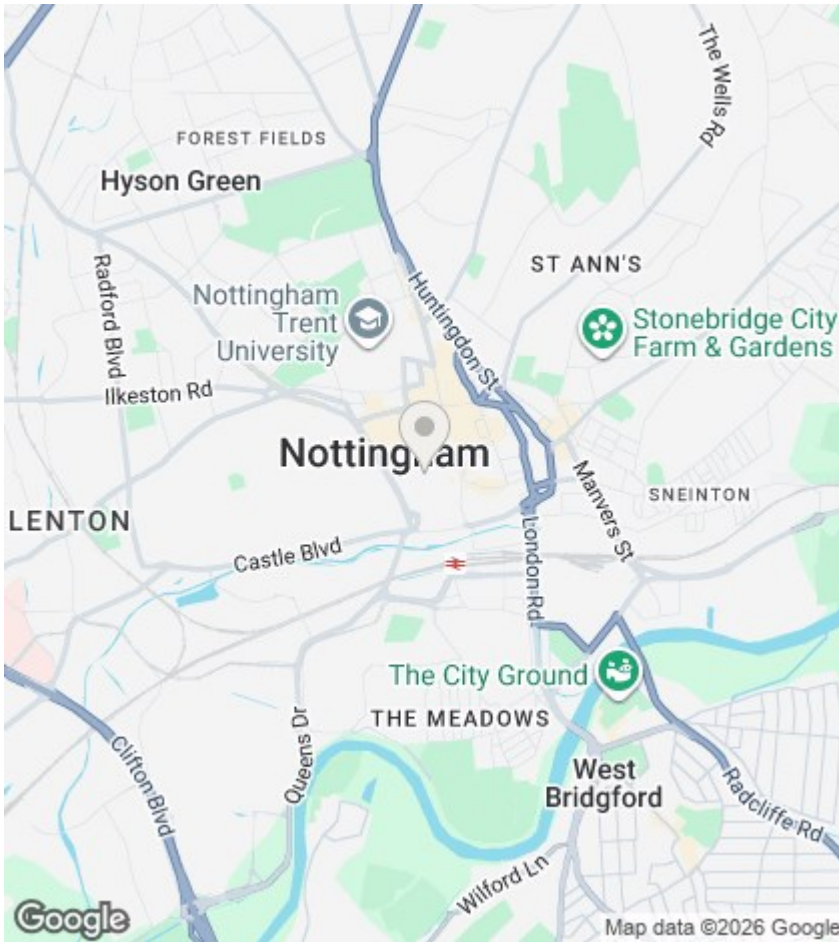 The Wells Rd
FOREST FIELDS
Hyson Green
ST ANN'S
Radford Blvd
Nottingham
Trent
University
Huntingdon St
Stonebridge City
Farm & Gardens
Ilkeston Rd
Nottingham
Manvers St
SNEINTON
LENTON
Castle Blvd
London Rd
The City Ground
THE MEADOWS
Queens Dr
Clifton Blvd
West
Bridgford
Radcliffe Rd
Wilford Ln
Google
Map data ©2026 Google